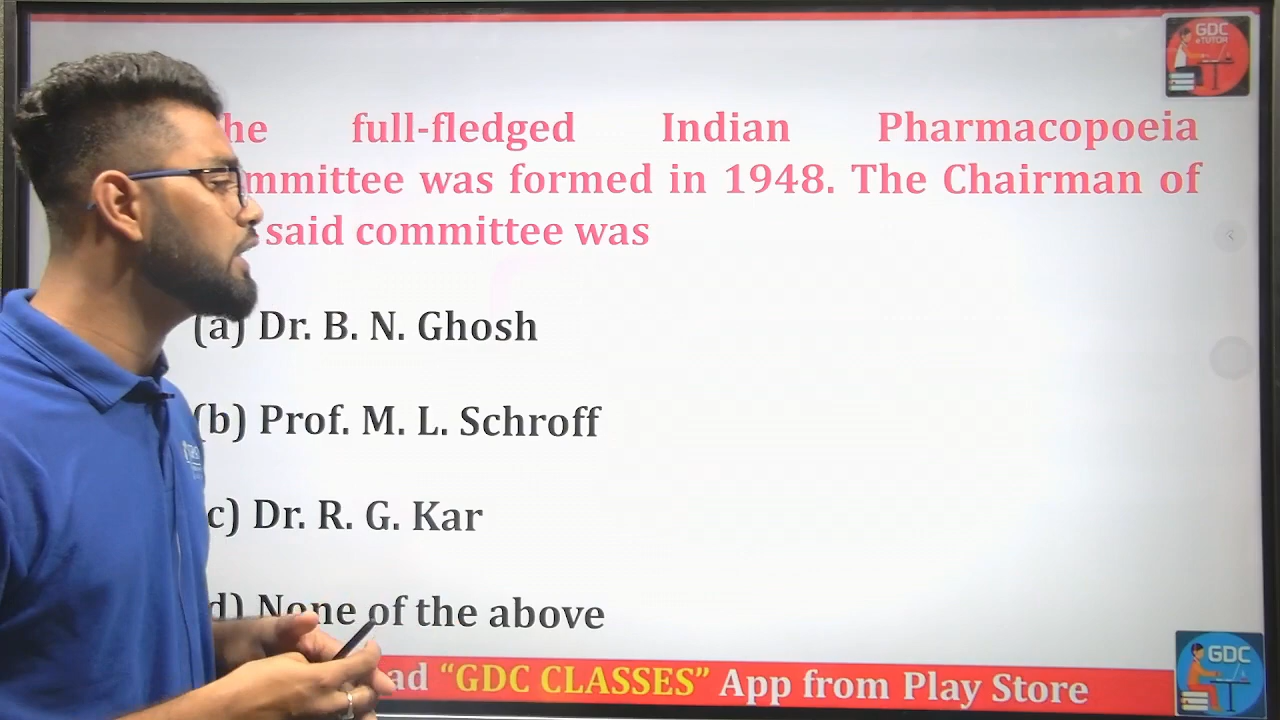 he full-fledged Indian Pharmacopoeia
mmittee was formed in 1948. The Chairman of
said committee was
(a) Dr. B. N. Ghosh
(b) Prof. M. L. Schroff
c) Dr. R. G. Kar
d) None of the above
ad “GDC CLASSES” App from Play Store
GDC
eTUTOR
GDC